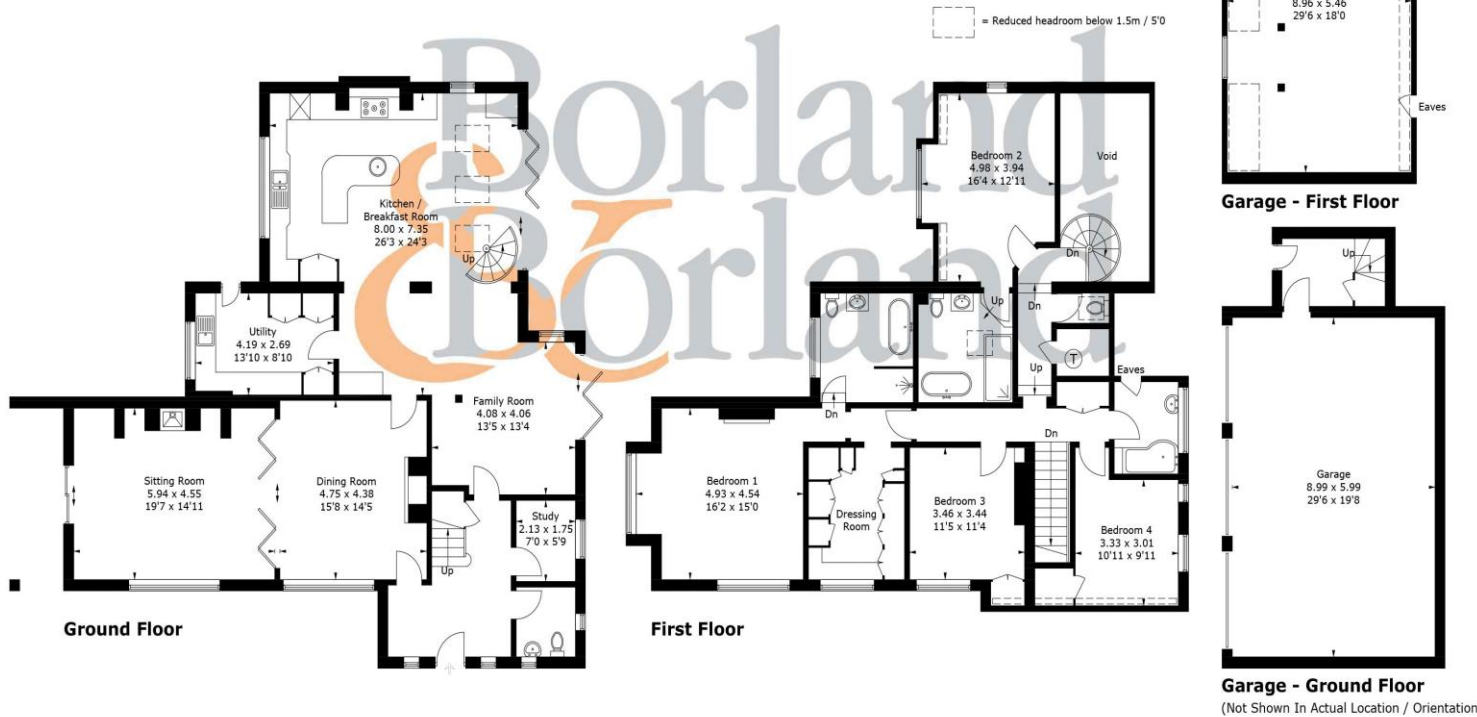 = Reduced headroom below 1.5m / 5'0
8.96 x 5.46
29'6 x 18'0
Eaves
Garage - First Floor
Borland
&
Borland
Kitchen /
Breakfast Room
8.00 x 7.35
26'3 x 24'3
Up
Utility
4.19 x 2.69
13'10 x 8'10
Family Room
4.08 x 4.06
13'5 x 13'4
Sitting Room
5.94 x 4.55
19'7 x 14'11
Dining Room
4.75 x 4.38
15'8 x 14'5
Study
2.13 x 1.75
7'0 x 5'9
Up
Ground Floor
Bedroom 2
4.98 x 3.94
16'4 x 12'11
Void
Dn
Up
Dn
T
Up
Eaves
Dn
Dn
Bedroom 1
4.93 x 4.54
16'2 x 15'0
Dressing
Room
Bedroom 3
3.46 x 3.44
11'5 x 11'4
Bedroom 4
3.33 x 3.01
10'11 x 9'11
First Floor
Up
Garage
8.99 x 5.99
29'6 x 19'8
Garage - Ground Floor
(Not Shown In Actual Location / Orientation